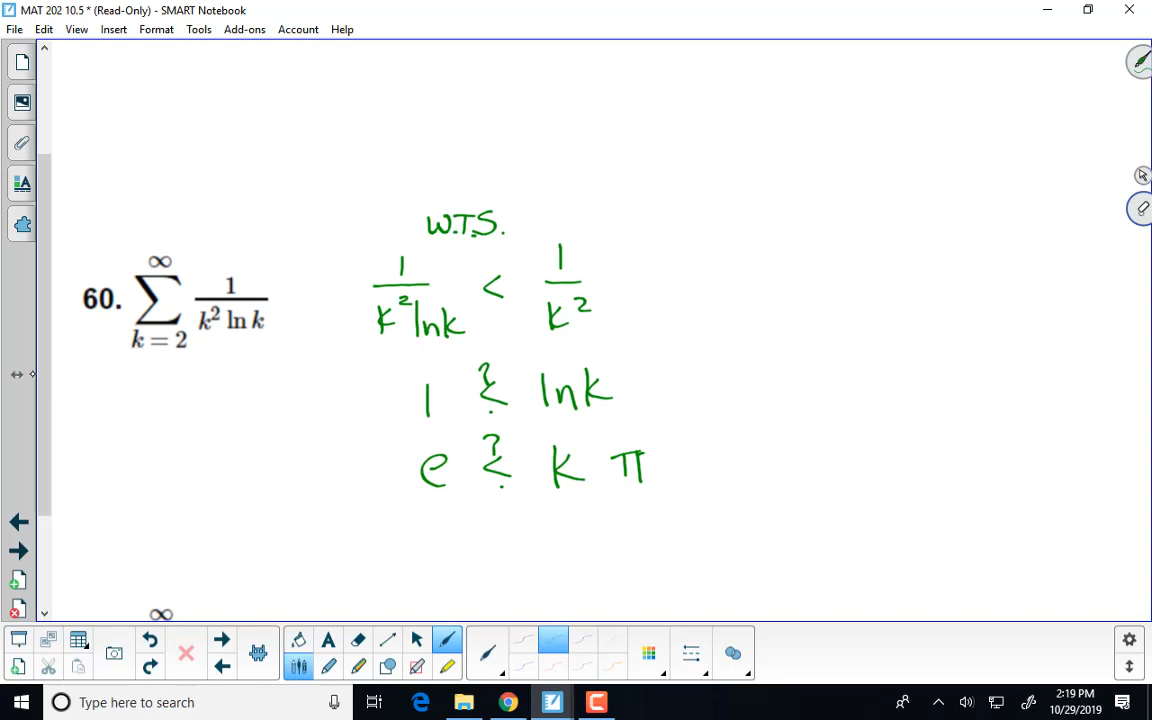 MAT 202 10.5 * (Read-Only) - SMART Notebook
File Edit View Insert Format Tools Add-ons Account Help
W.T.S.
60. ∞ ∑ k = 2 1 / k² ln k
1 / k² lnk < 1 / k²
1 ? < lnk
e ? < k π
∞
Type here to search
2:19 PM
10/29/2019